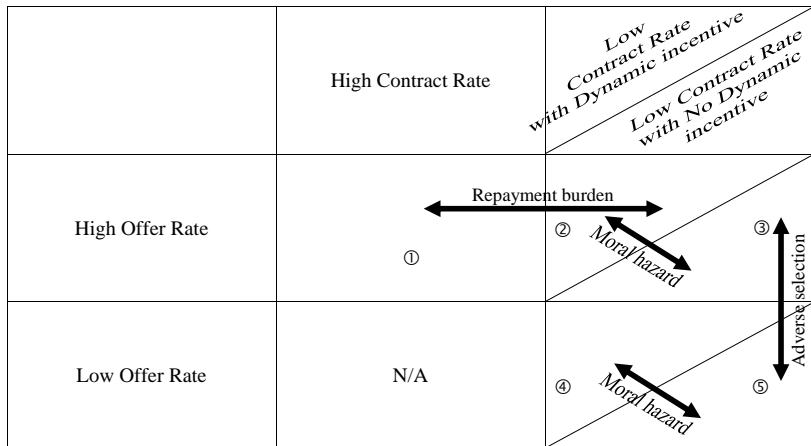 High Contract Rate
Low
Contract Rate
with Dynamic incentive
Low Contract Rate
with No Dynamic
incentive
High Offer Rate
①
Repayment burden
②
Moral hazard
③
Adverse selection
Low Offer Rate
N/A
④
Moral hazard
⑤